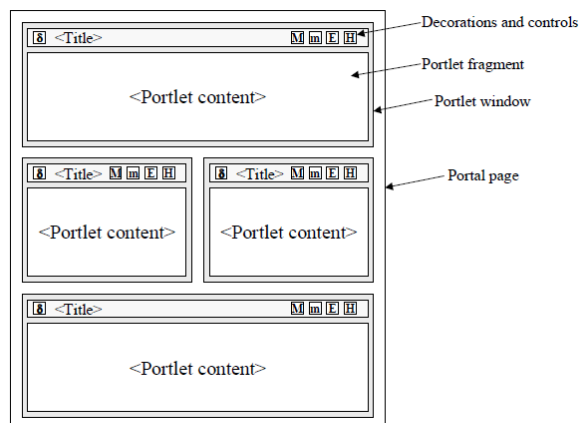 Decorations and controls
δ <Title> M m E H
Portlet fragment
<Portlet content>
Portlet window
δ <Title> M m E H
δ <Title> M m E H
Portal page
<Portlet content>
<Portlet content>
δ <Title> M m E H
<Portlet content>